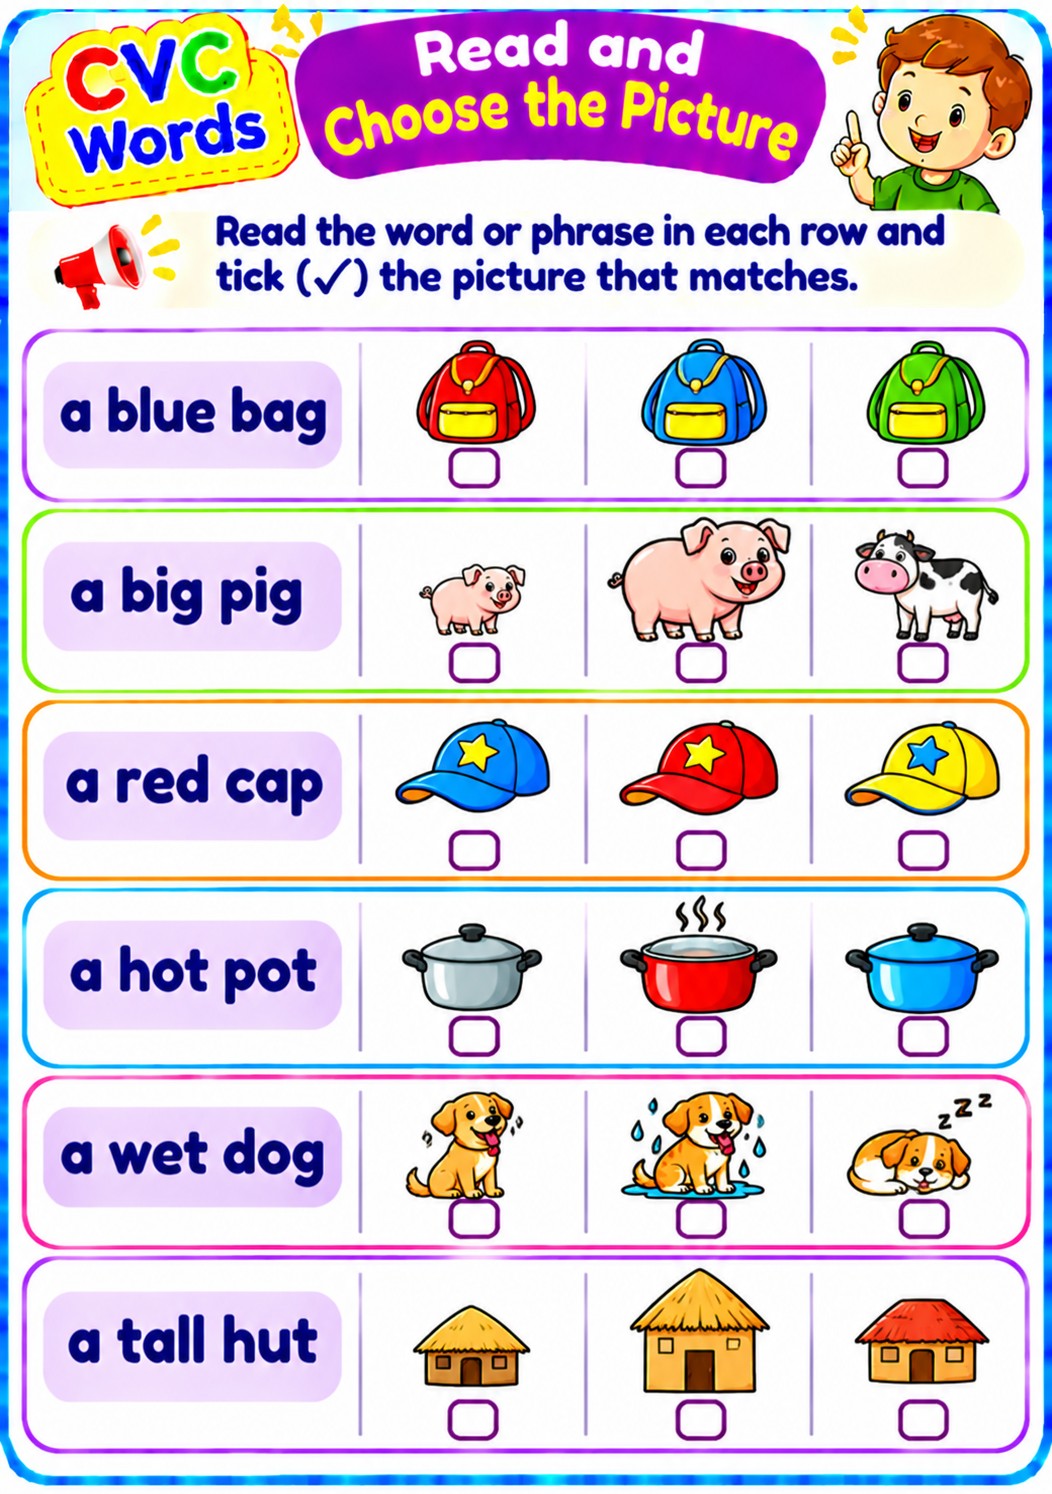 CVC
Words
Read and
Choose the Picture
Read the word or phrase in each row and
tick (✓) the picture that matches.
a blue bag
a big pig
a red cap
a hot pot
a wet dog
z z z
a tall hut